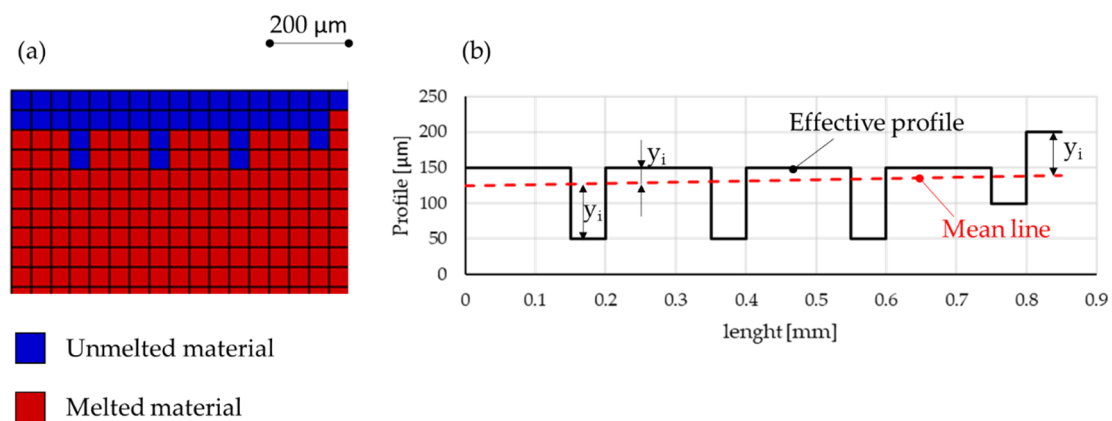 200 µm
(a)
(b)
Unmelted material
Melted material
Profile [µm]
250
200
150
100
50
0
Effective profile
yᵢ
yᵢ
yᵢ
Mean line
0 0.1 0.2 0.3 0.4 0.5 0.6 0.7 0.8 0.9
lenght [mm]